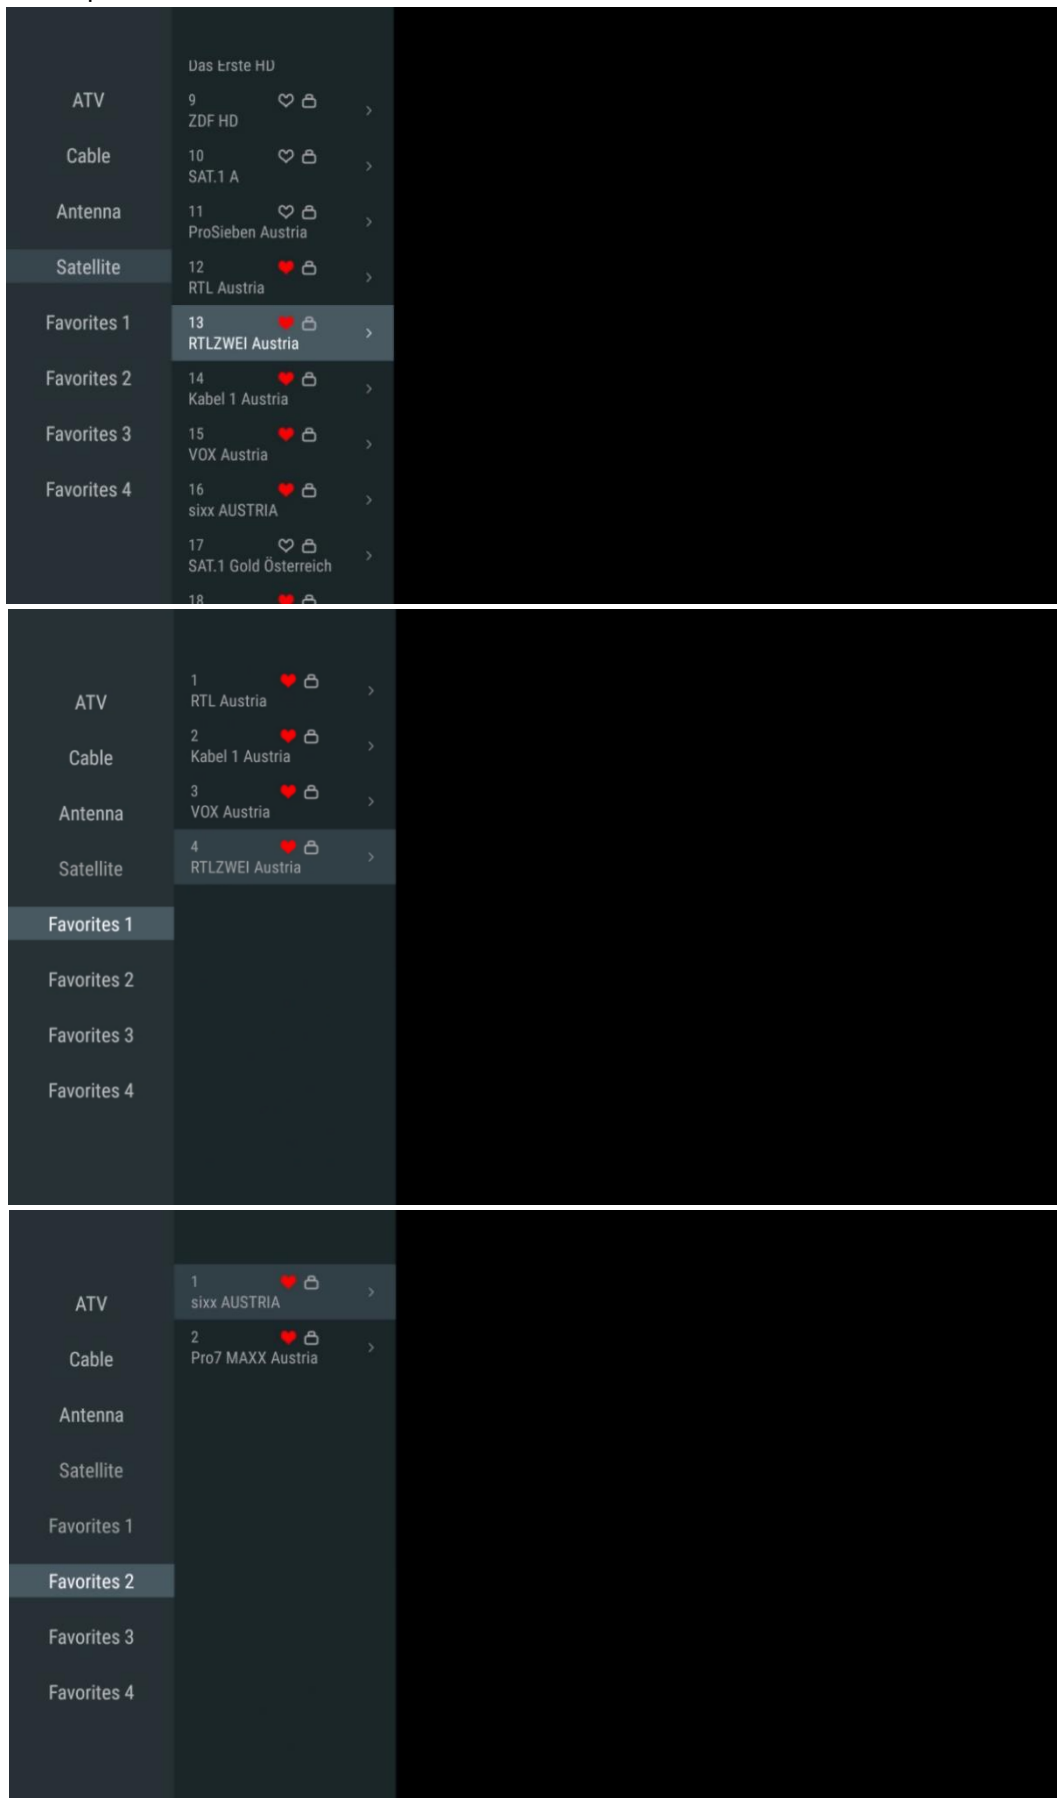 ATV
Cable
Antenna
Satellite
Favorites 1
Favorites 2
Favorites 3
Favorites 4
Das Erste HD
9
ZDF HD
10
SAT.1 A
11
ProSieben Austria
12
RTL Austria
13
RTLZWEI Austria
14
Kabel 1 Austria
15
VOX Austria
16
sixx AUSTRIA
17
SAT.1 Gold Österreich
18
ATV
Cable
Antenna
Satellite
Favorites 1
Favorites 2
Favorites 3
Favorites 4
1
RTL Austria
2
Kabel 1 Austria
3
VOX Austria
4
RTLZWEI Austria
ATV
Cable
Antenna
Satellite
Favorites 1
Favorites 2
Favorites 3
Favorites 4
1
sixx AUSTRIA
2
Pro7 MAXX Austria